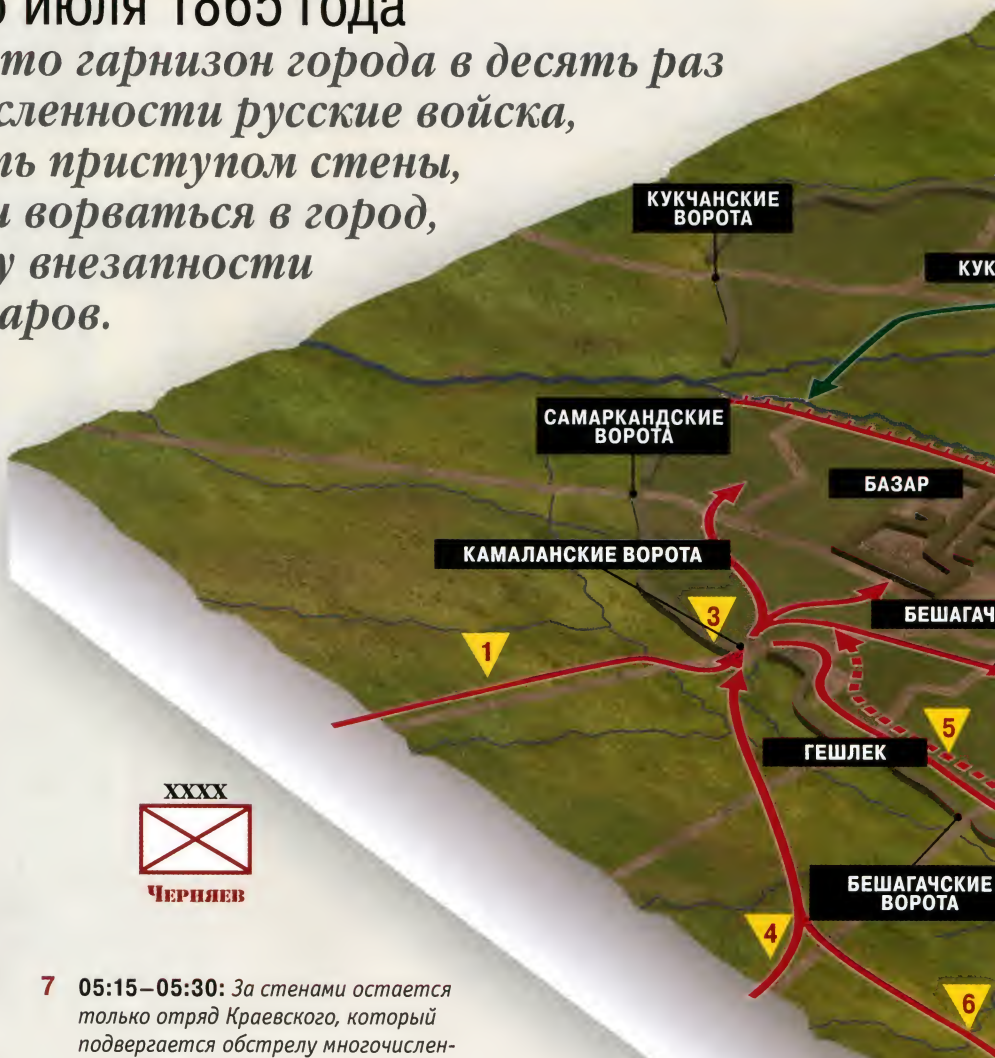 июля 1865 года
то гарнизон города в десять раз
сленности русские войска,
ть приступом стены,
ворваться в город,
у внезапности
аров.
КУКЧАНСКИЕ
ВОРОТА
КУК
САМАРКАНДСКИЕ
ВОРОТА
БАЗАР
КАМАЛАНСКИЕ ВОРОТА
3
БЕШАГАЧ
1
5
ГЕШЛЕК
XXXX
ЧЕРНЯЕВ
БЕШАГАЧСКИЕ
ВОРОТА
4
6
7 05:15–05:30: За стенами остается
только отряд Краевского, который
подвергается обстрелу многочислен-